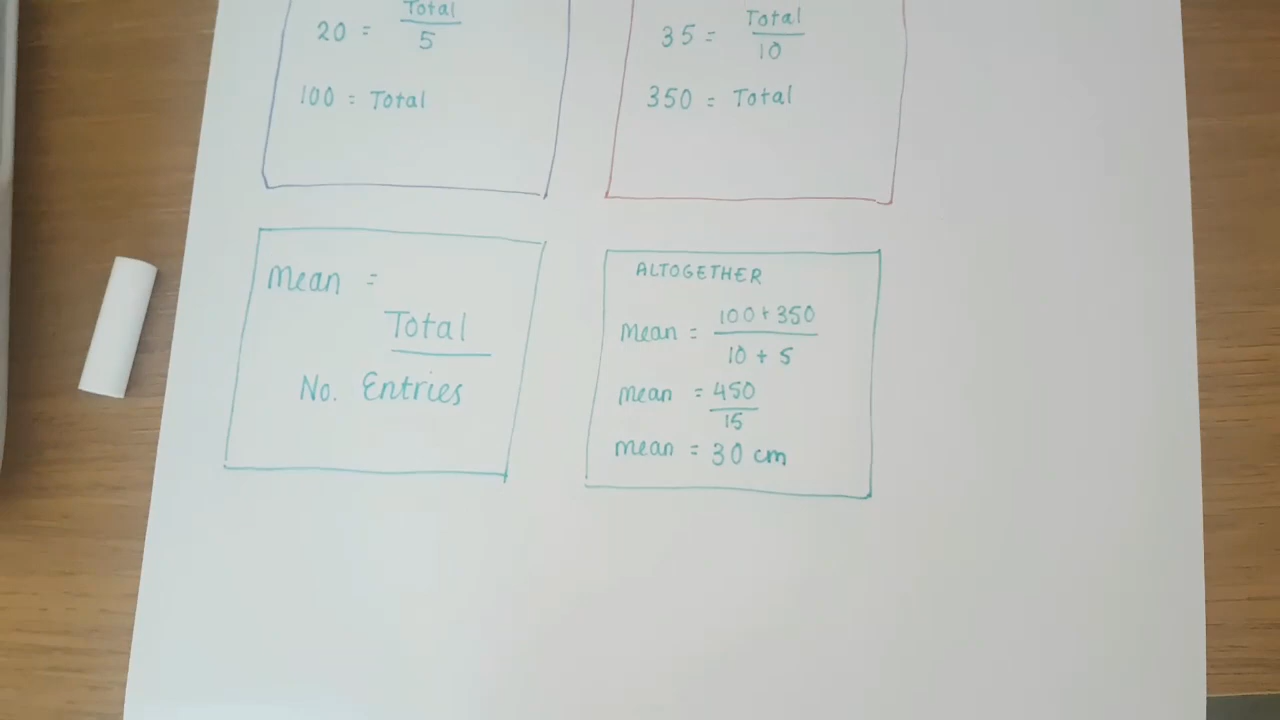 20 = Total
5
100 = Total
35 = Total
10
350 = Total
Mean =
Total
No. Entries
ALTOGETHER
Mean = 100+350
10 + 5
mean = 450
15
mean = 30 cm